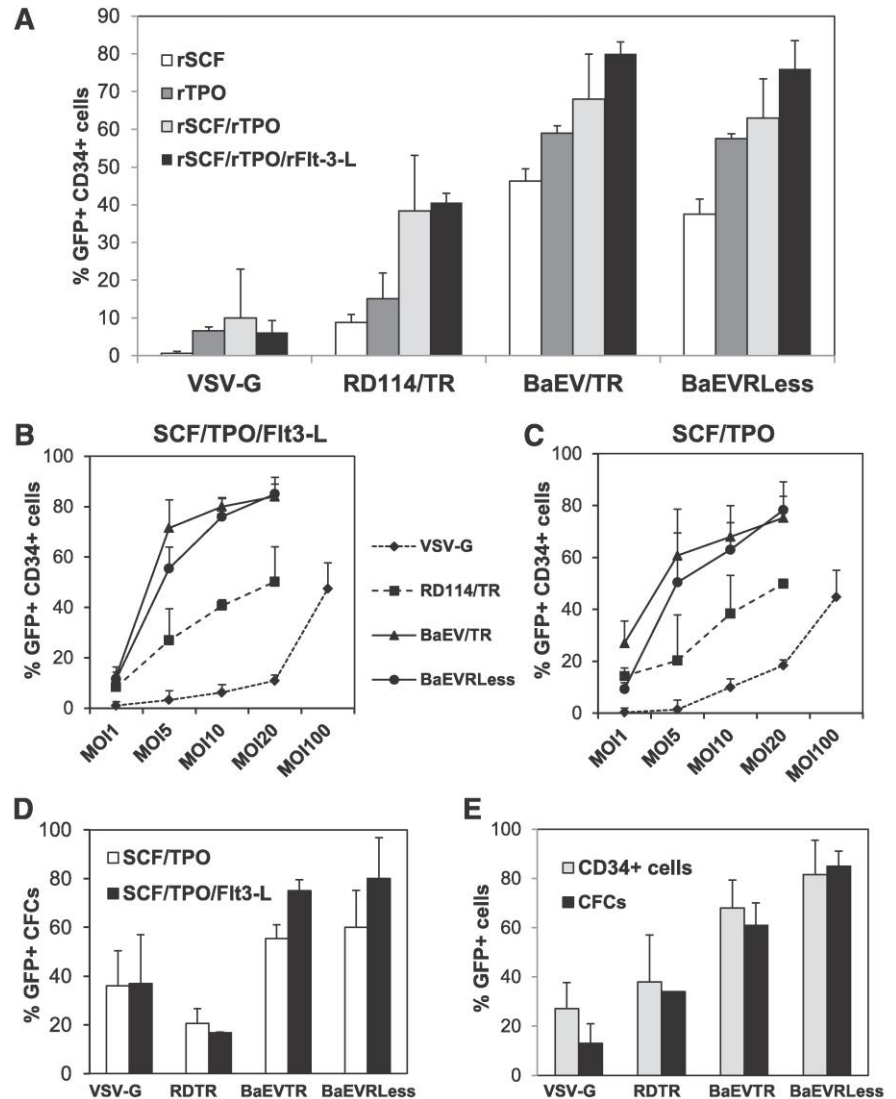 A
90
80
70
60
50
40
30
20
10
0
% GFP+ CD34+ cells
rSCF
rTPO
rSCF/rTPO
rSCF/rTPO/rFlt-3-L
VSV-G RD114/TR BaEV/TR BaEVRLess
B
SCF/TPO/Flt3-L
100
80
60
40
20
0
% GFP+ CD34+ cells
MOI1 MOI5 MOI10 MOI20 MOI100
VSV-G
RD114/TR
BaEV/TR
BaEVRLess
C
SCF/TPO
100
80
60
40
20
0
% GFP+ CD34+ cells
MOI1 MOI5 MOI10 MOI20 MOI100
D
100
80
60
40
20
0
% GFP+ CFCs
SCF/TPO
SCF/TPO/Flt3-L
VSV-G RDTR BaEVTR BaEVRLess
E
100
80
60
40
20
0
% GFP+ cells
CD34+ cells
CFCs
VSV-G RDTR BaEVTR BaEVRLess